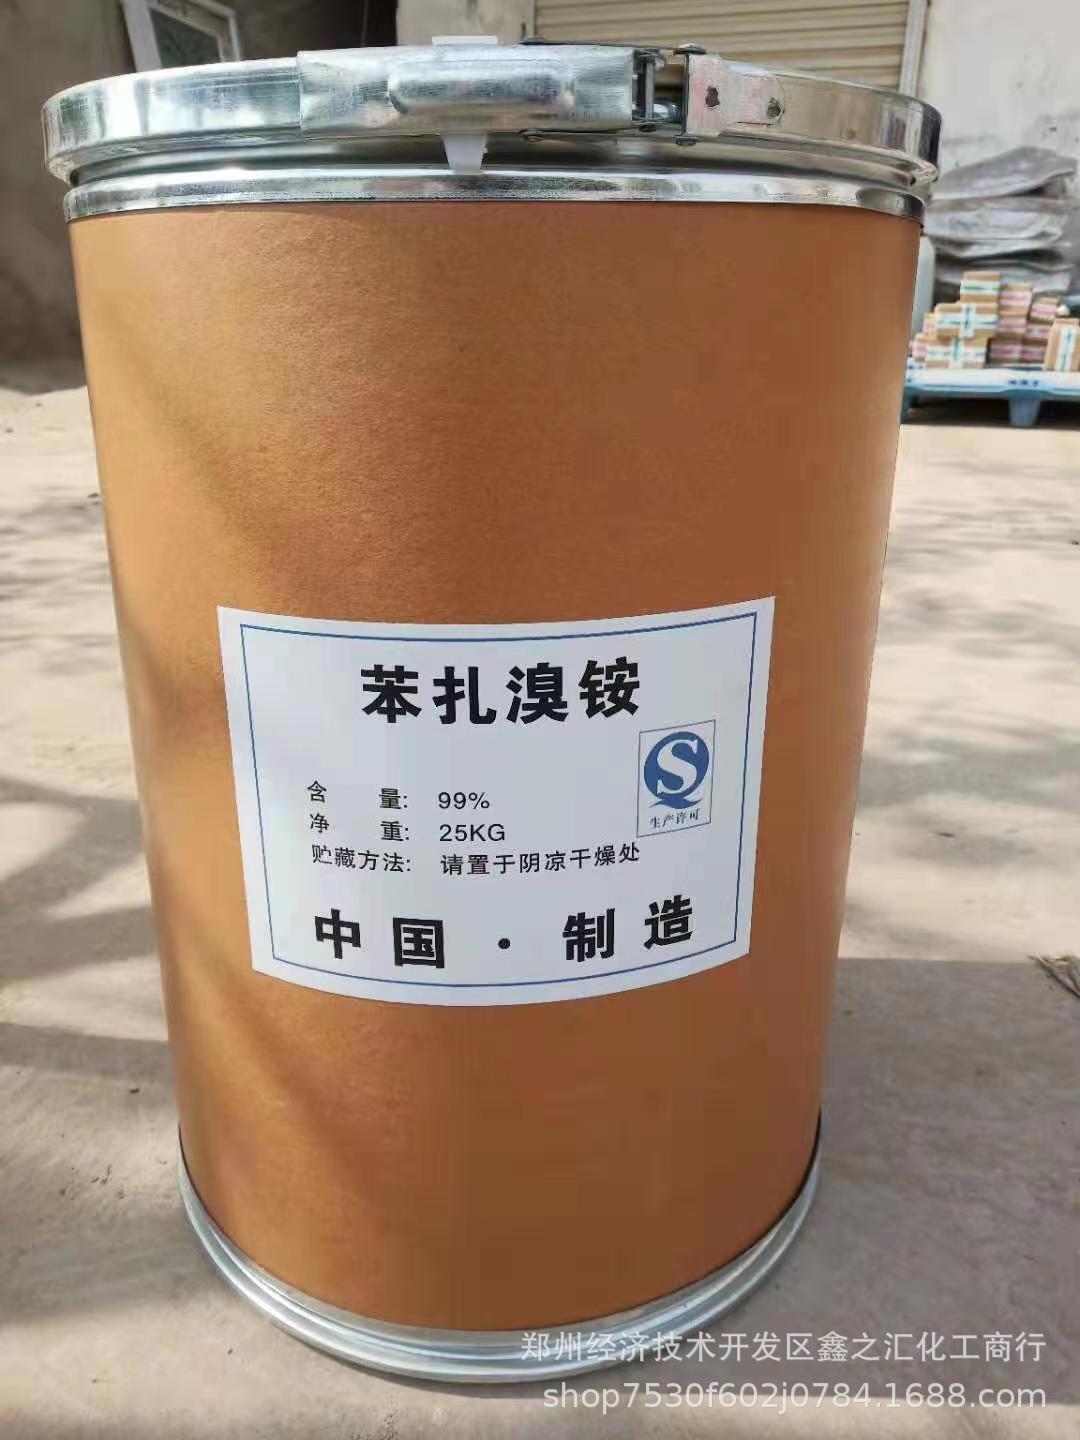 苯扎溴铵
S
生产许可
含 量: 99%
净 重: 25KG
贮藏方法: 请置于阴凉干燥处
中国·制造
郑州经济技术开发区鑫之汇化工商行
shop7530f602j0784.1688.com